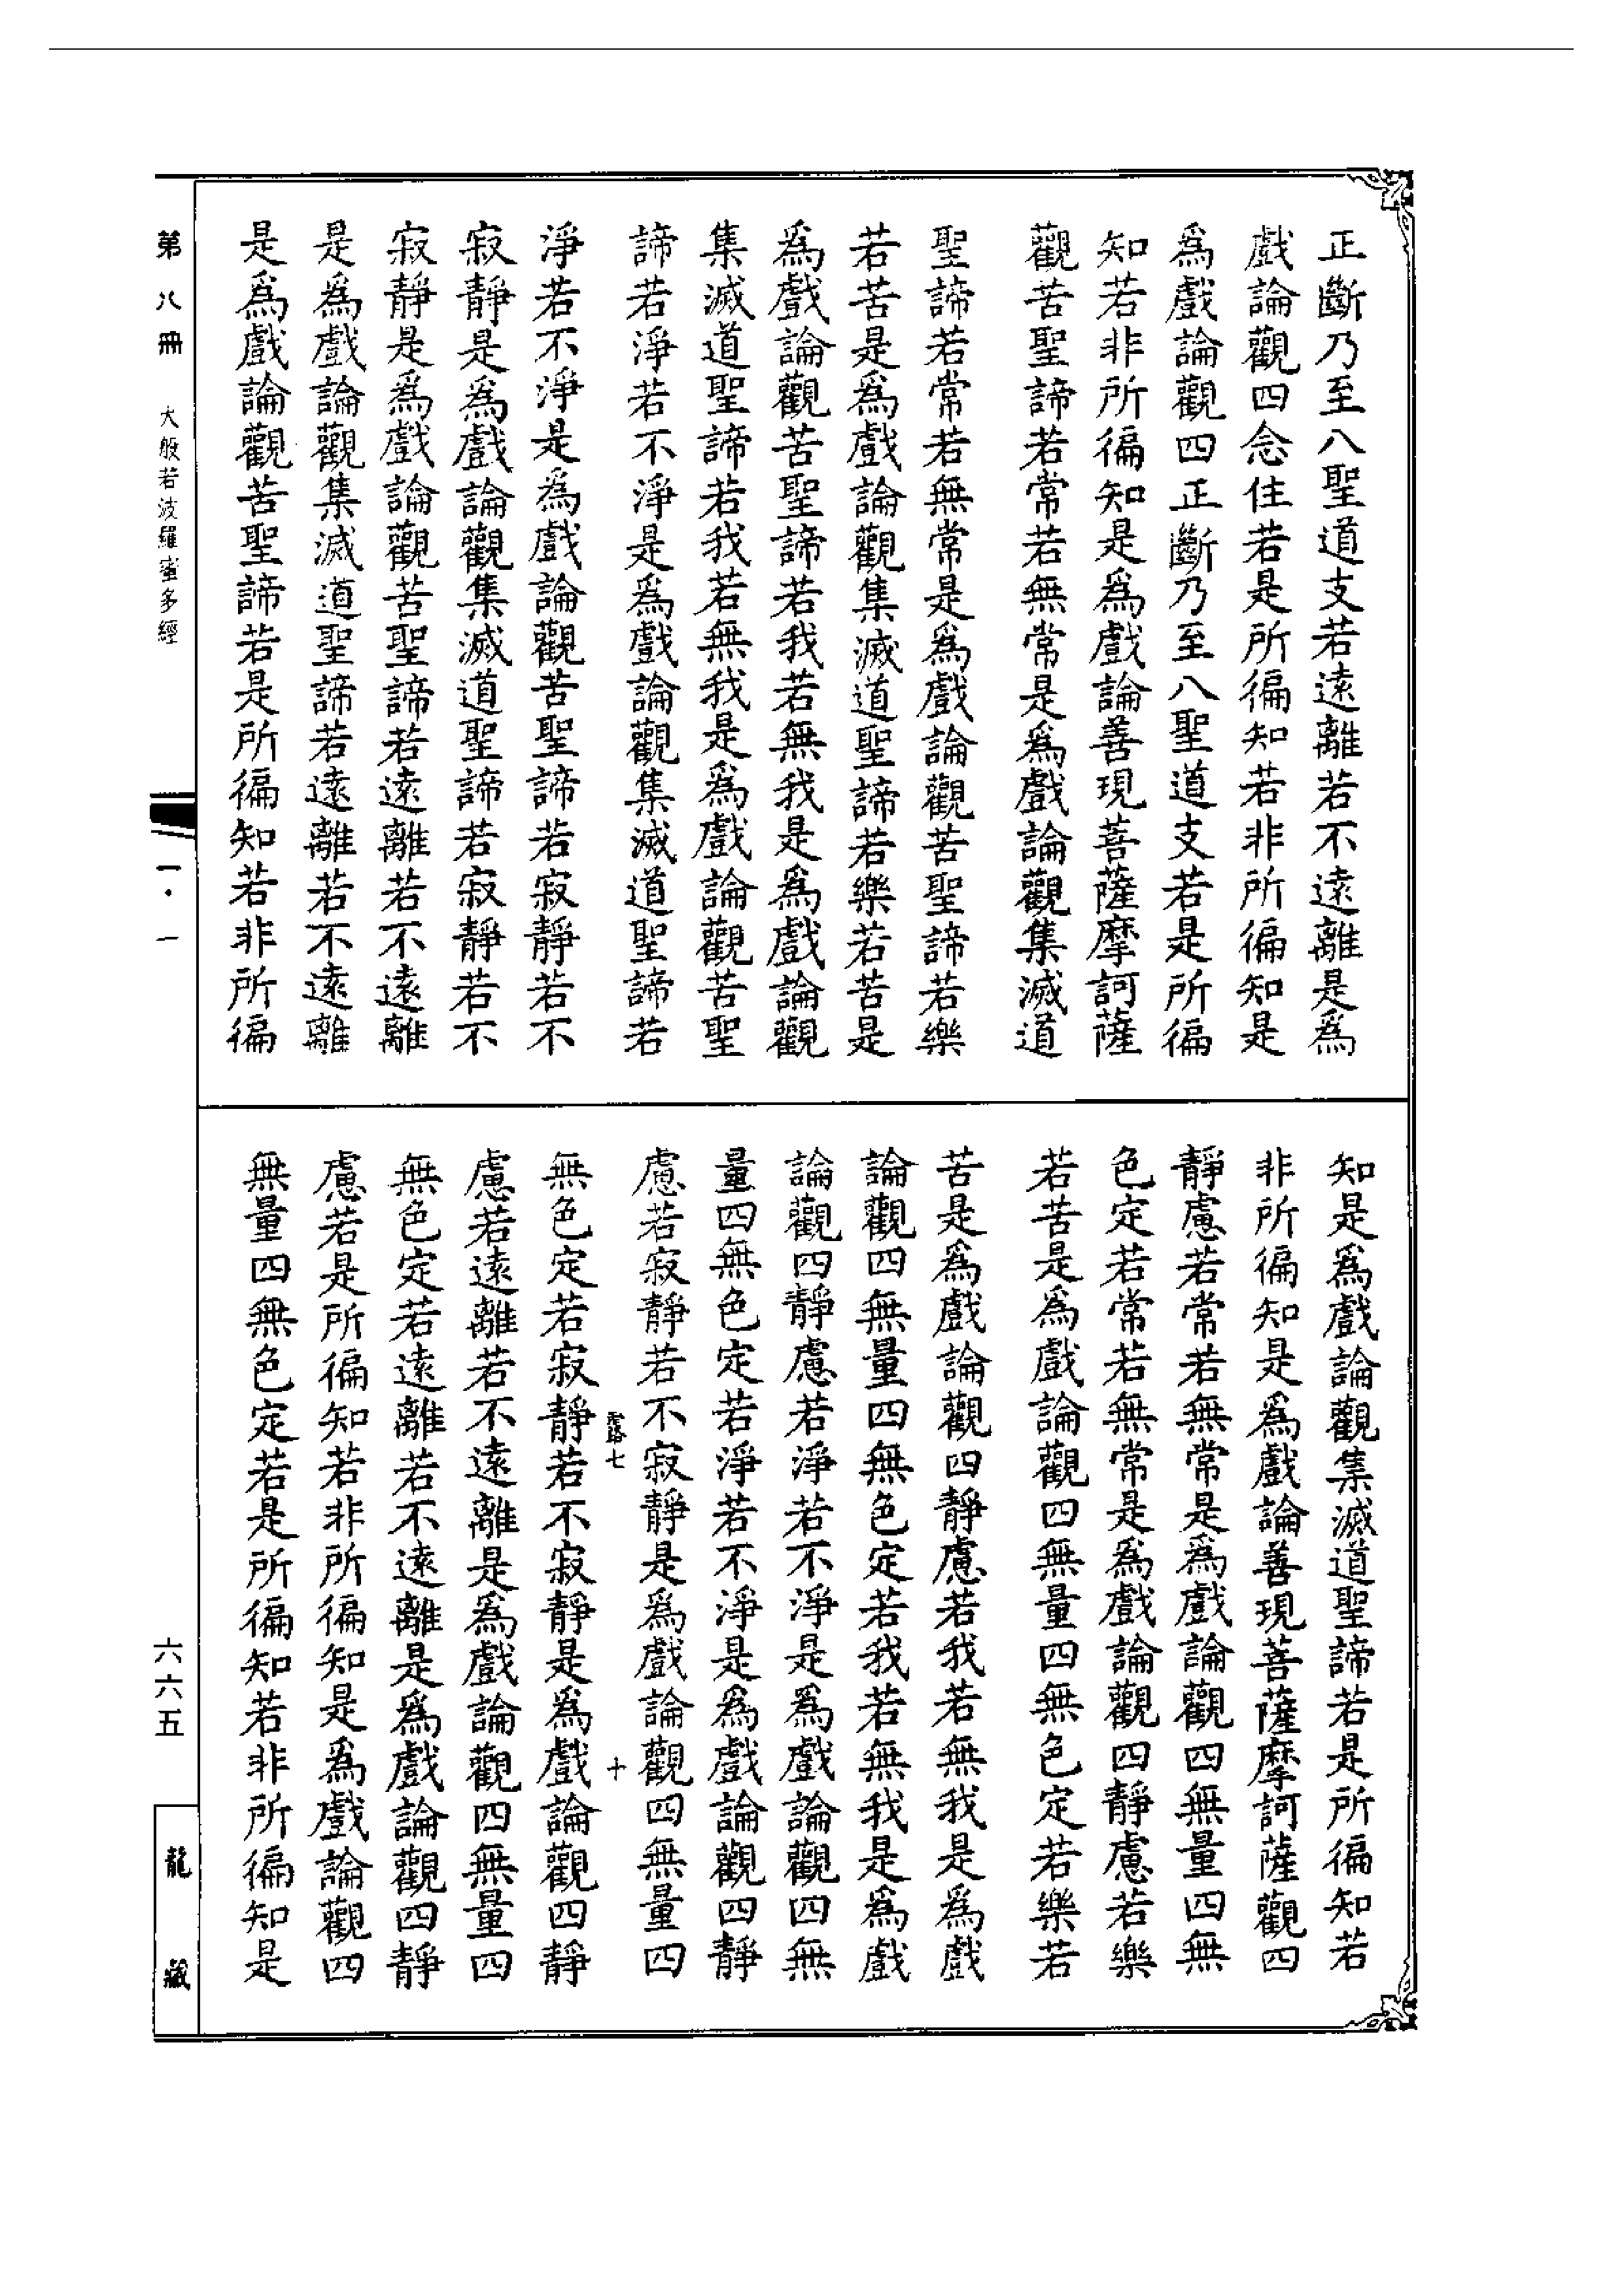 正斷乃至八聖道支若遠離若不遠離是爲
戲論觀四念住若是所徧知若非所徧知是
爲戲論觀四正斷乃至八聖道支若是所徧
知若非所徧知是爲戲論善現菩薩摩訶薩
觀苦聖諦若常若無常是爲戲論觀集滅道
聖諦若常若無常是爲戲論觀苦聖諦若樂
若苦是爲戲論觀集滅道聖諦若樂若苦是
爲戲論觀苦聖諦若我若無我是爲戲論觀
集滅道聖諦若我若無我是爲戲論觀苦聖
諦若淨若不淨是爲戲論觀集滅道聖諦若
淨若不淨是爲戲論觀苦聖諦若寂靜若不
寂靜是爲戲論觀集滅道聖諦若寂靜若不
寂靜是爲戲論觀苦聖諦若遠離若不遠離
是爲戲論觀集滅道聖諦若遠離若不遠離
是爲戲論觀苦聖諦若是所徧知若非所徧
知是爲戲論觀集滅道聖諦若是所徧知若
非所徧知是爲戲論善現菩薩摩訶薩觀四
靜慮若常若無常是爲戲論觀四無量四無
色定若常若無常是爲戲論觀四靜慮若樂
若苦是爲戲論觀四無量四無色定若樂若
苦是爲戲論觀四靜慮若我若無我是爲戲
論觀四無量四無色定若我若無我是爲戲
論觀四靜慮若淨若不淨是爲戲論觀四無
量四無色定若淨若不淨是爲戲論觀四靜
慮若寂靜若不寂靜是爲戲論觀四無量四
七 十
無色定若寂靜若不寂靜是爲戲論觀四靜
慮若遠離若不遠離是爲戲論觀四無量四
無色定若遠離若不遠離是爲戲論觀四靜
慮若是所徧知若非所徧知是爲戲論觀四
無量四無色定若是所徧知若非所徧知是
第八冊 大般若波羅蜜多經
一·一
六六五
龍藏